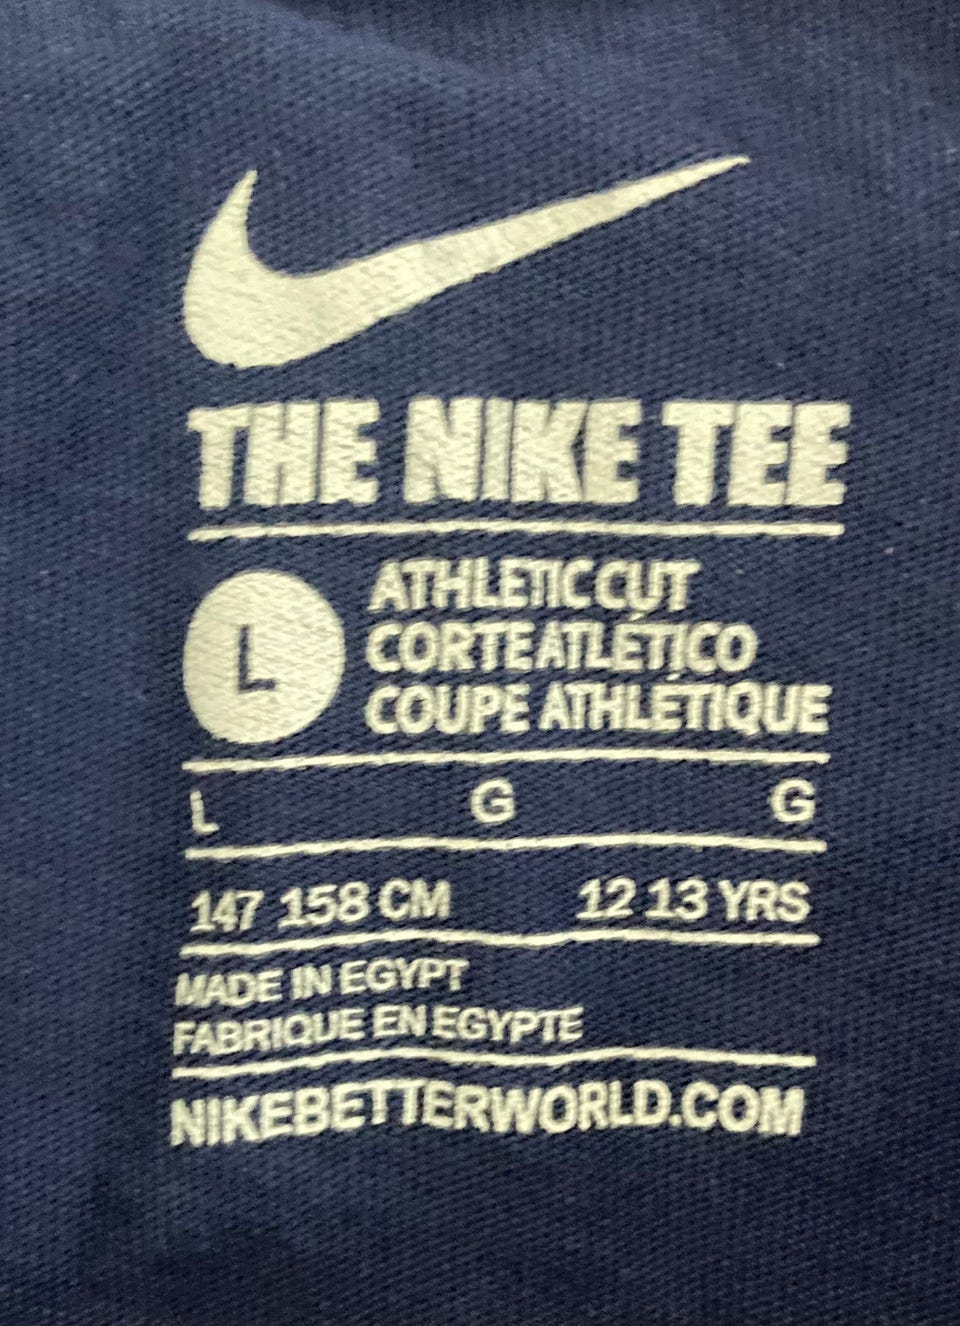 THE NIKE TEE
L
ATHLETIC CUT
CORTE ATLÉTICO
COUPE ATHLÉTIQUE
L G G
147 158 CM 12 13 YRS
MADE IN EGYPT
FABRIQUE EN EGYPTE
NIKEBETTERWORLD.COM